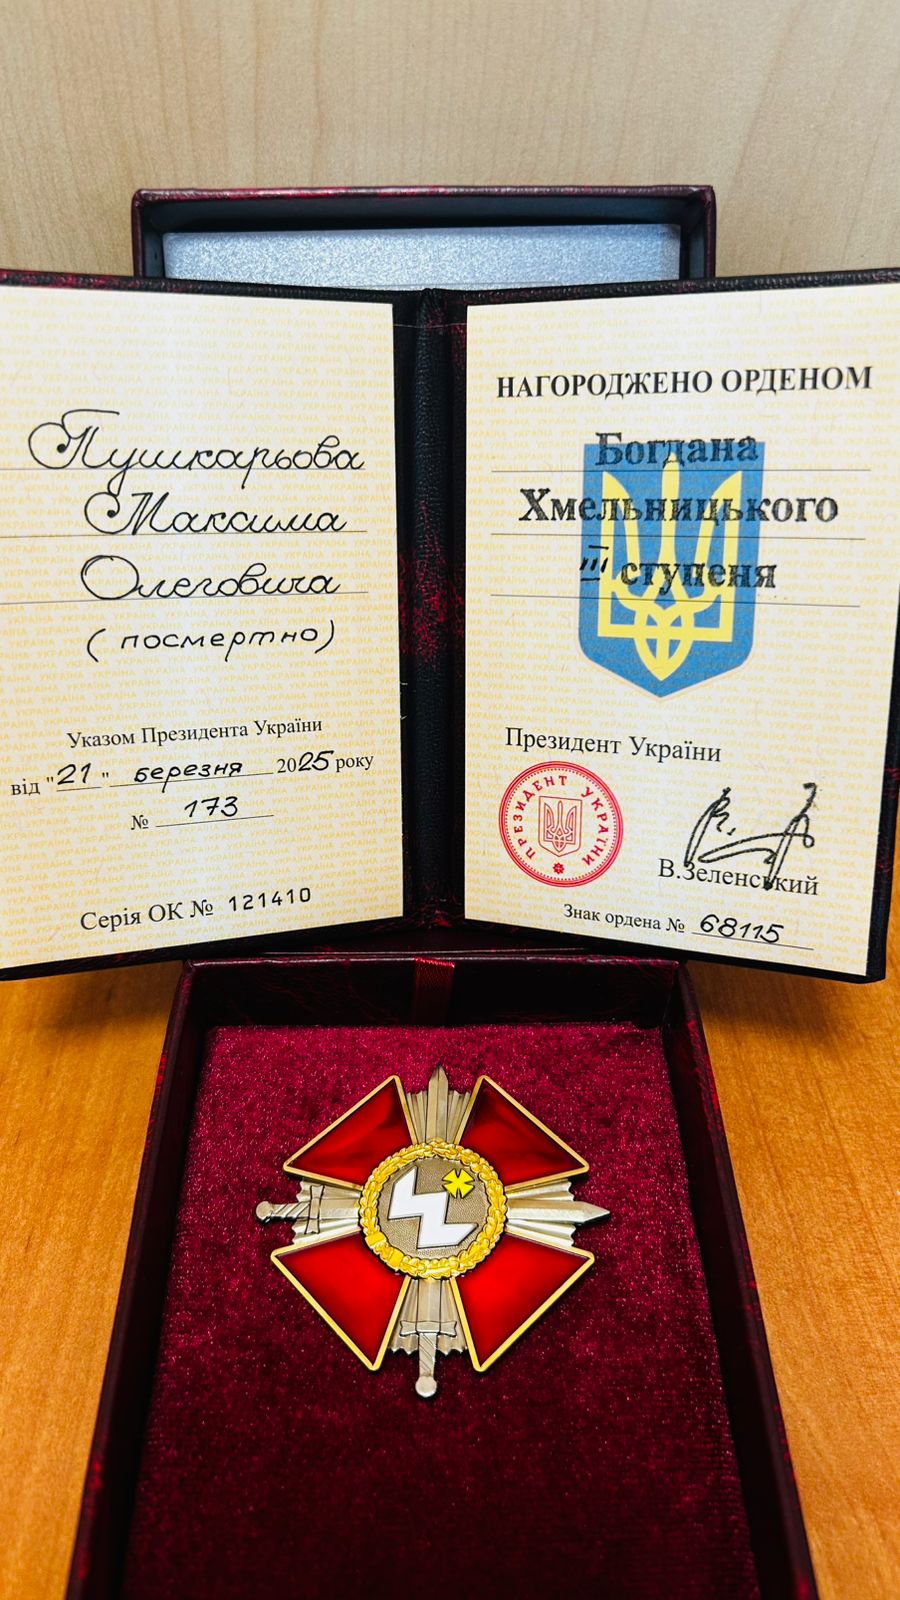 Пушкарьова
Максима
Олеговича
(посмертно)
Указом Президента України
від "21" березня 2025 року
№ 173
Серія ОК № 121410
НАГОРОДЖЕНО ОРДЕНОМ
Богдана
Хмельницького
III ступеня
Президент України
ПРЕЗИДЕНТ УКРАЇНИ
В.Зеленський
Знак ордена № 68115